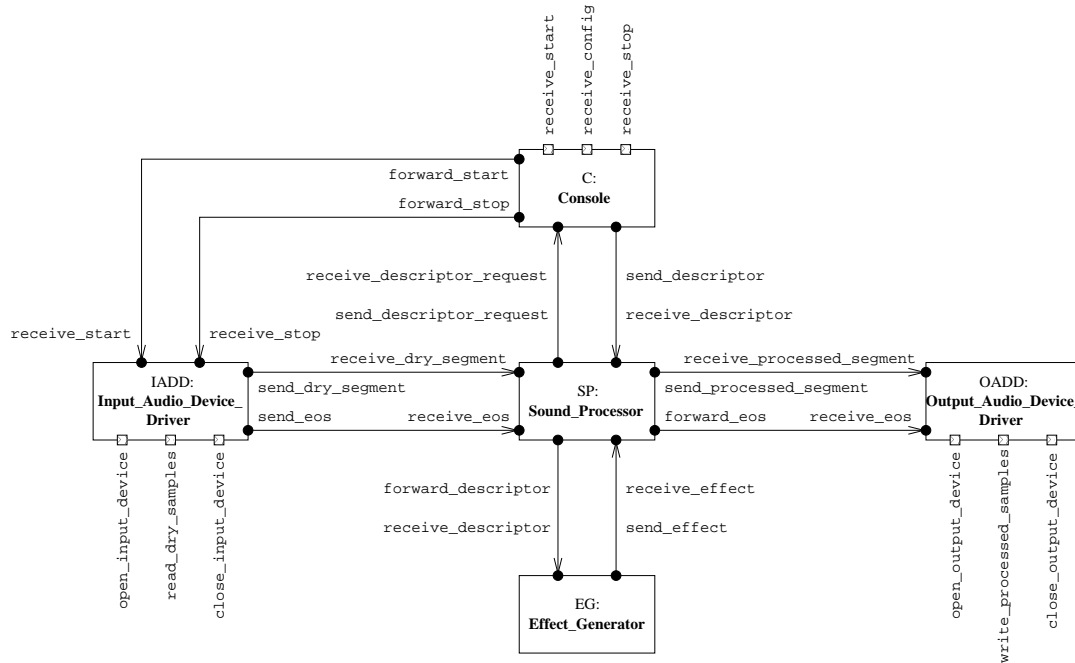 receive_start
receive_config
receive_stop
forward_start
C:
Console
forward_stop
receive_descriptor_request
send_descriptor
send_descriptor_request
receive_descriptor
receive_start
receive_stop
receive_dry_segment
receive_processed_segment
IADD:
Input_Audio_Device_
Driver
send_dry_segment
SP:
Sound_Processor
send_processed_segment
OADD:
Output_Audio_Device_
Driver
send_eos
receive_eos
forward_eos
receive_eos
open_input_device
read_dry_samples
close_input_device
forward_descriptor
receive_effect
receive_descriptor
send_effect
open_output_device
write_processed_samples
close_output_device
EG:
Effect_Generator